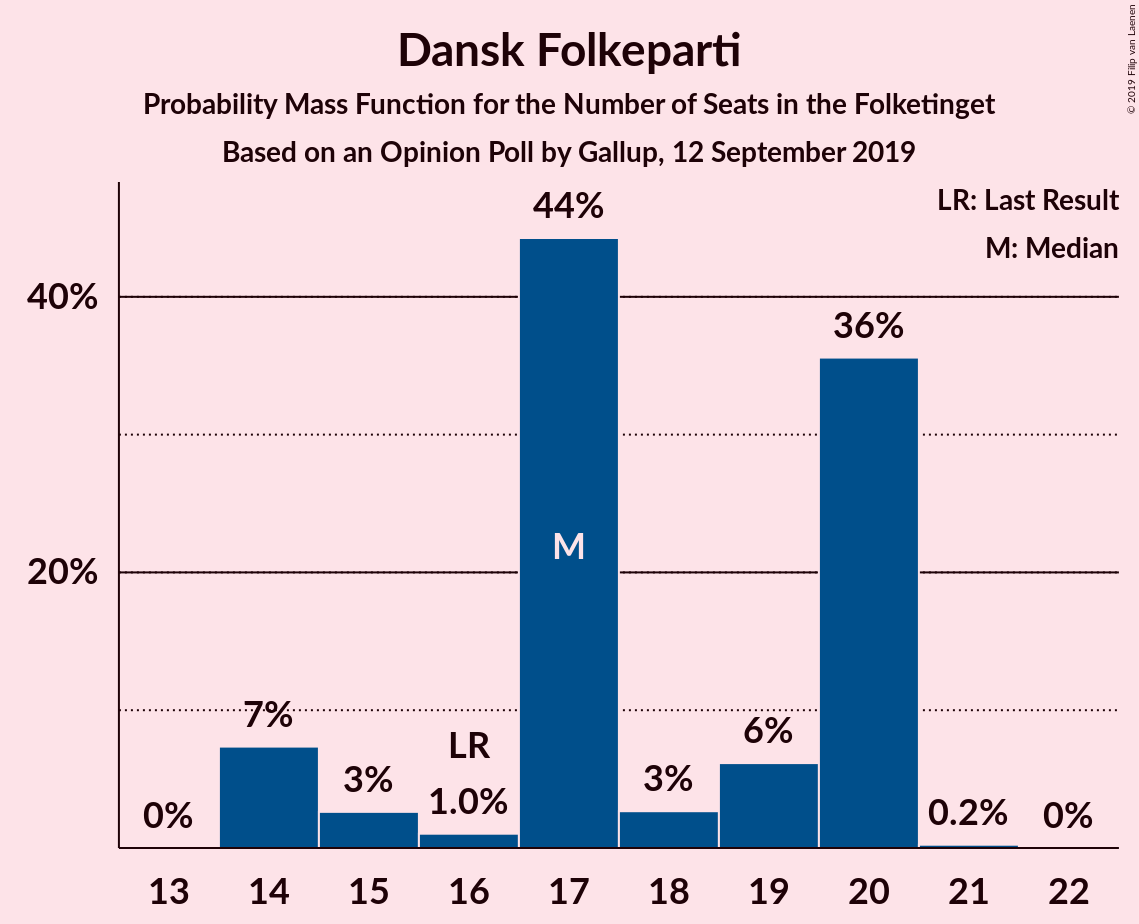 Dansk Folkeparti
Probability Mass Function for the Number of Seats in the Folketinget
Based on an Opinion Poll by Gallup, 12 September 2019
© 2019 Filip van Laenen
LR: Last Result
M: Median
44%
40%
36%
M
20%
7%
6%
LR
3%
3%
1.0%
0%
0.2%
0%
13 14 15 16 17 18 19 20 21 22